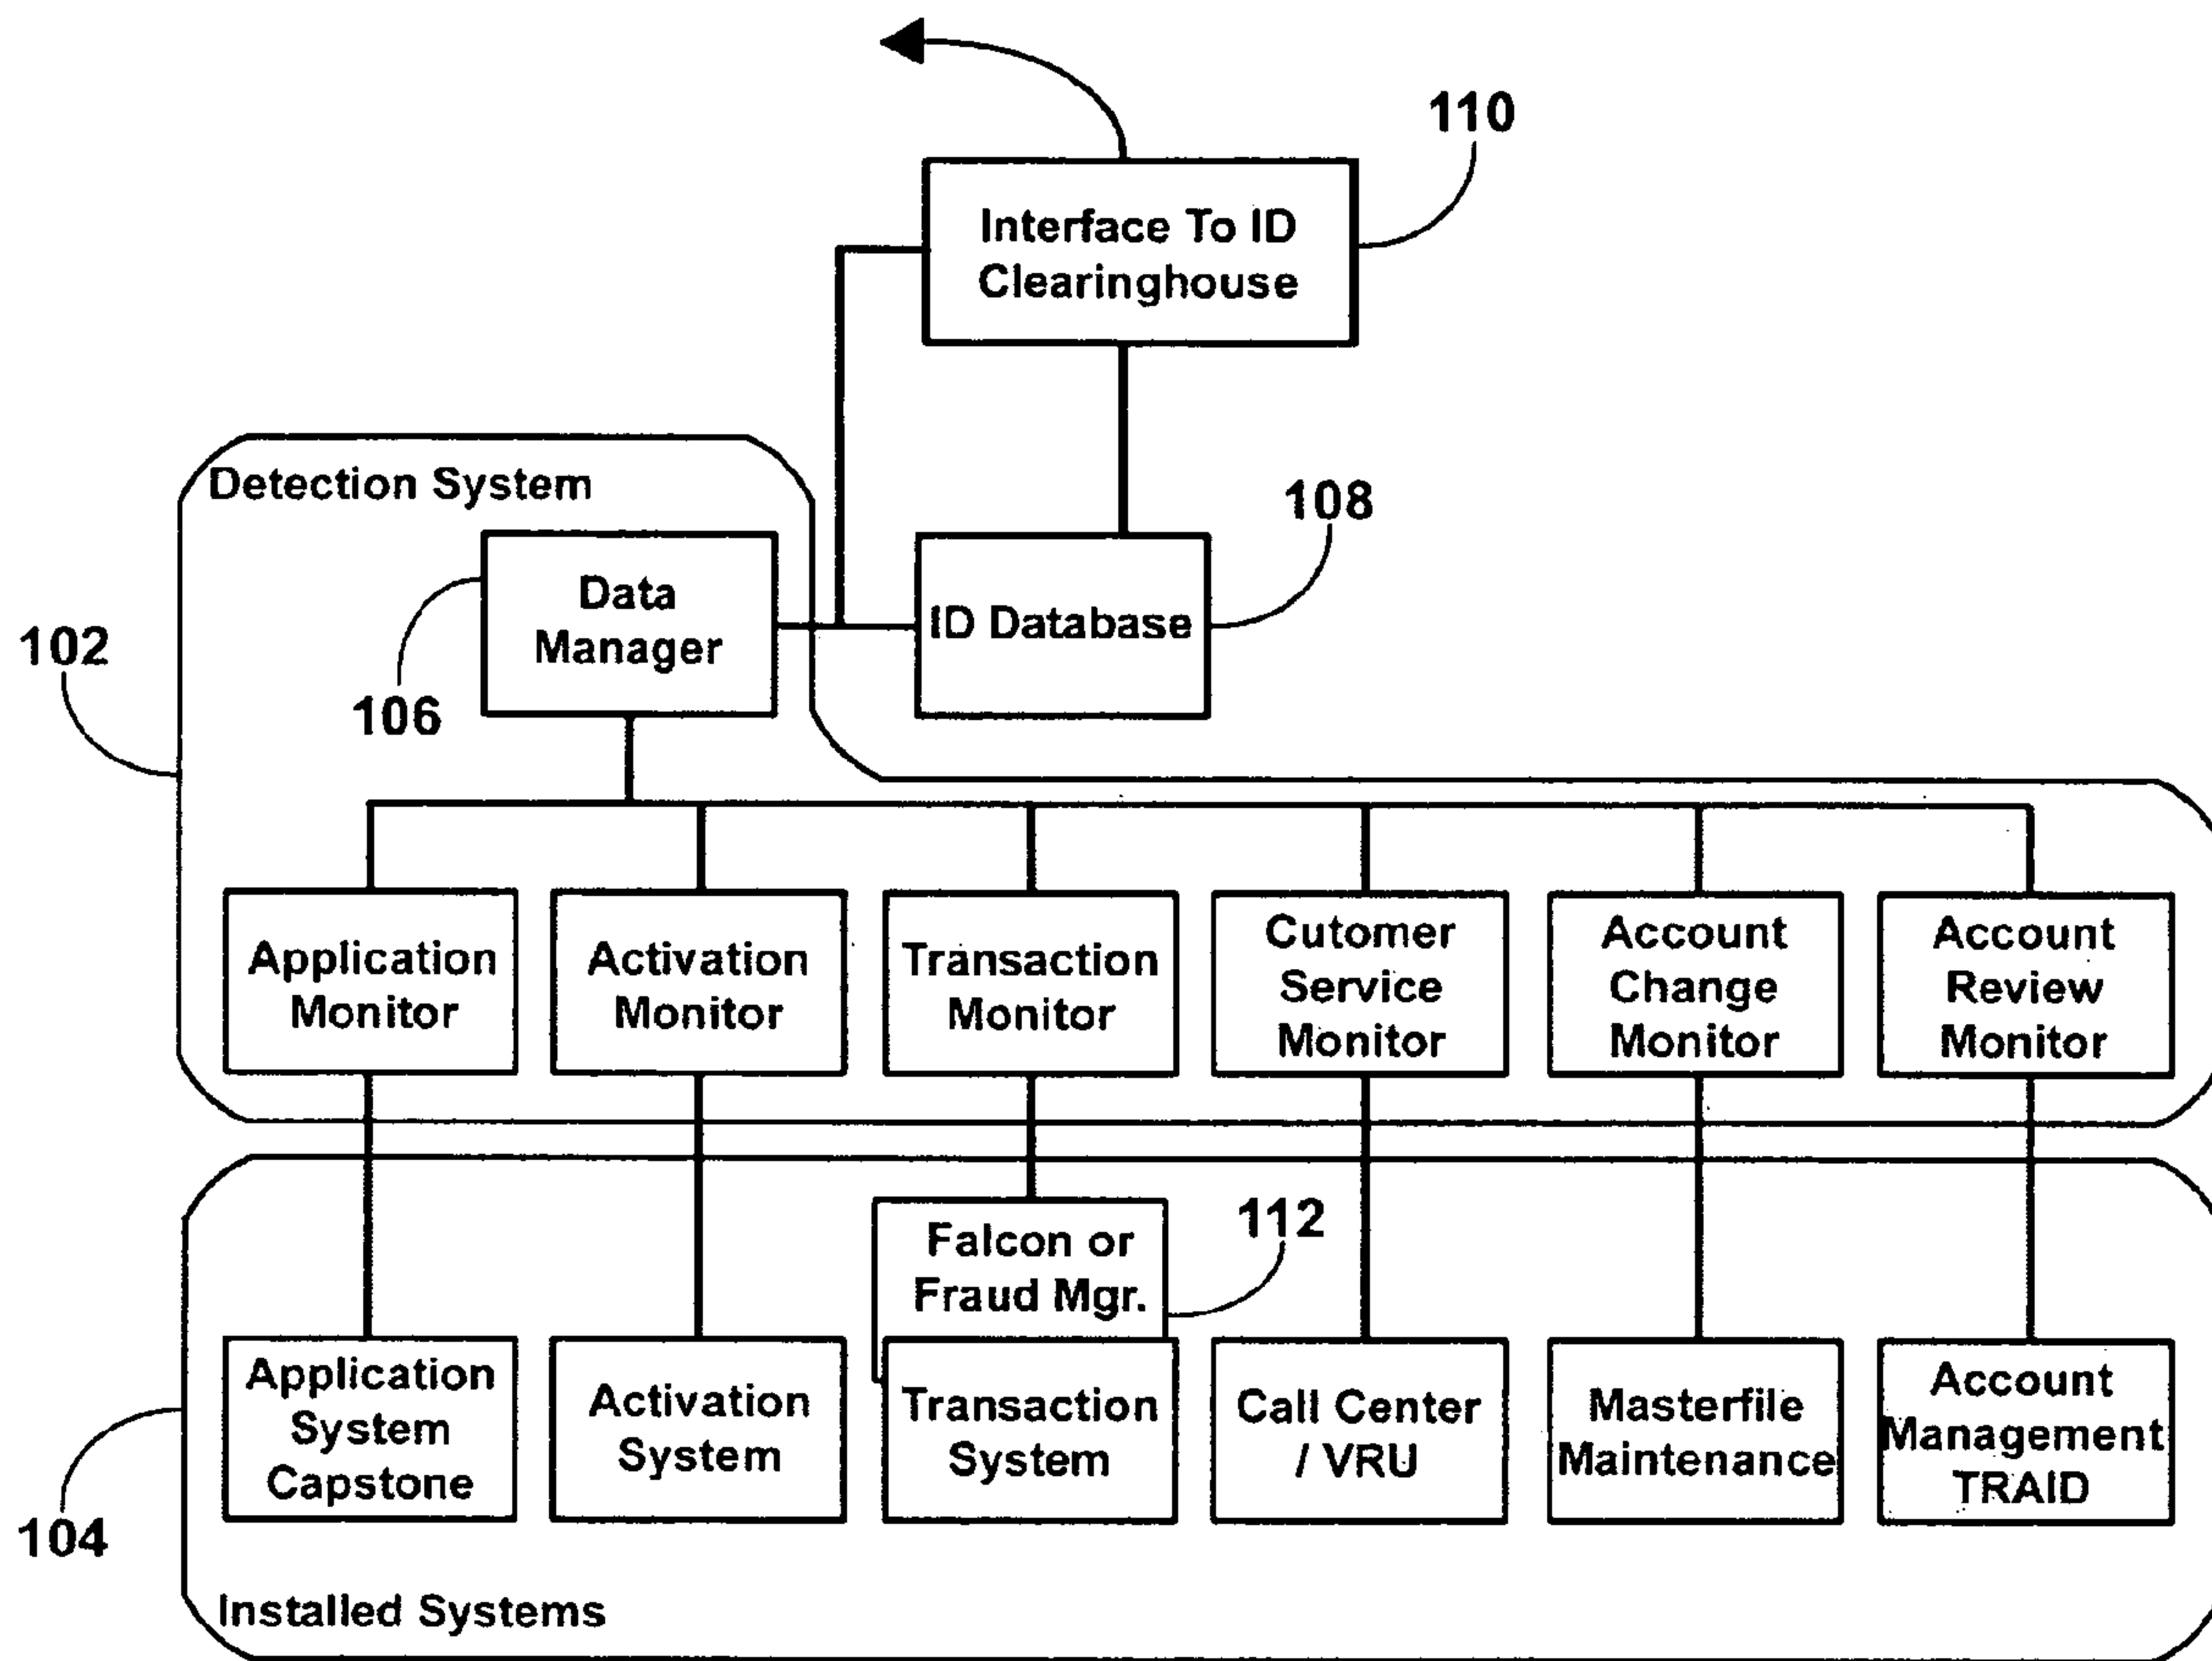 110
Interface To ID
Clearinghouse
Detection System
108
Data
Manager
ID Database
102
106
Application
Monitor
Activation
Monitor
Transaction
Monitor
Cutomer
Service
Monitor
Account
Change
Monitor
Account
Review
Monitor
Falcon or
Fraud Mgr.
112
Application
System
Capstone
Activation
System
Transaction
System
Call Center
/ VRU
Masterfile
Maintenance
Account
Management
TRAID
104
Installed Systems